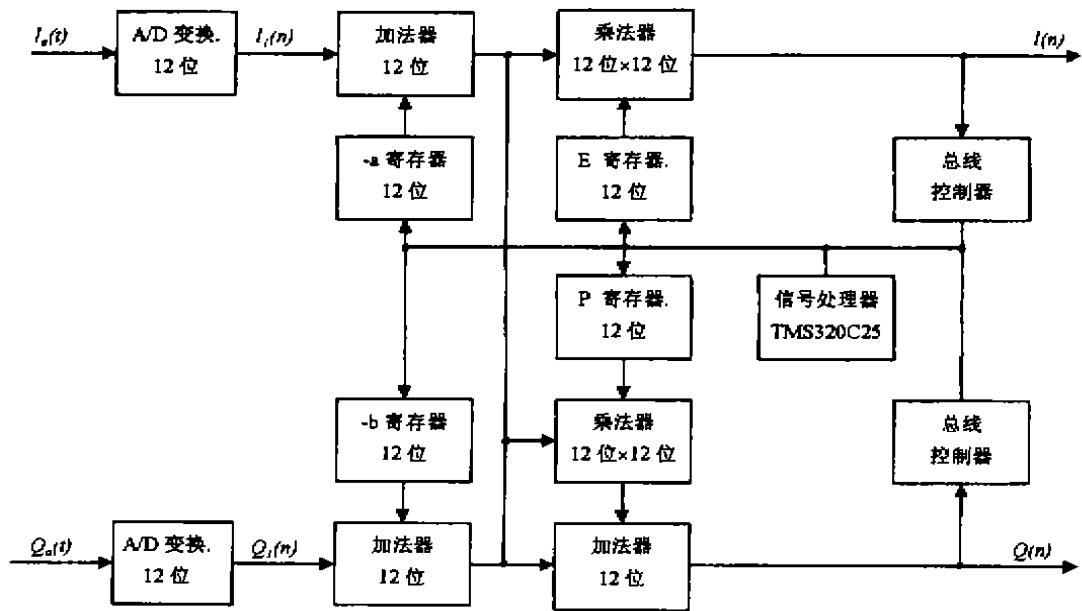 I_a(t)
A/D 变换.
12 位
I_1(n)
加法器
12 位
乘法器
12 位×12 位
I(n)
-a 寄存器
12 位
E 寄存器.
12 位
总线
控制器
P 寄存器.
12 位
信号处理器
TMS320C25
-b 寄存器
12 位
乘法器
12 位×12 位
总线
控制器
Q_a(t)
A/D 变换.
12 位
Q_1(n)
加法器
12 位
加法器
12 位
Q(n)